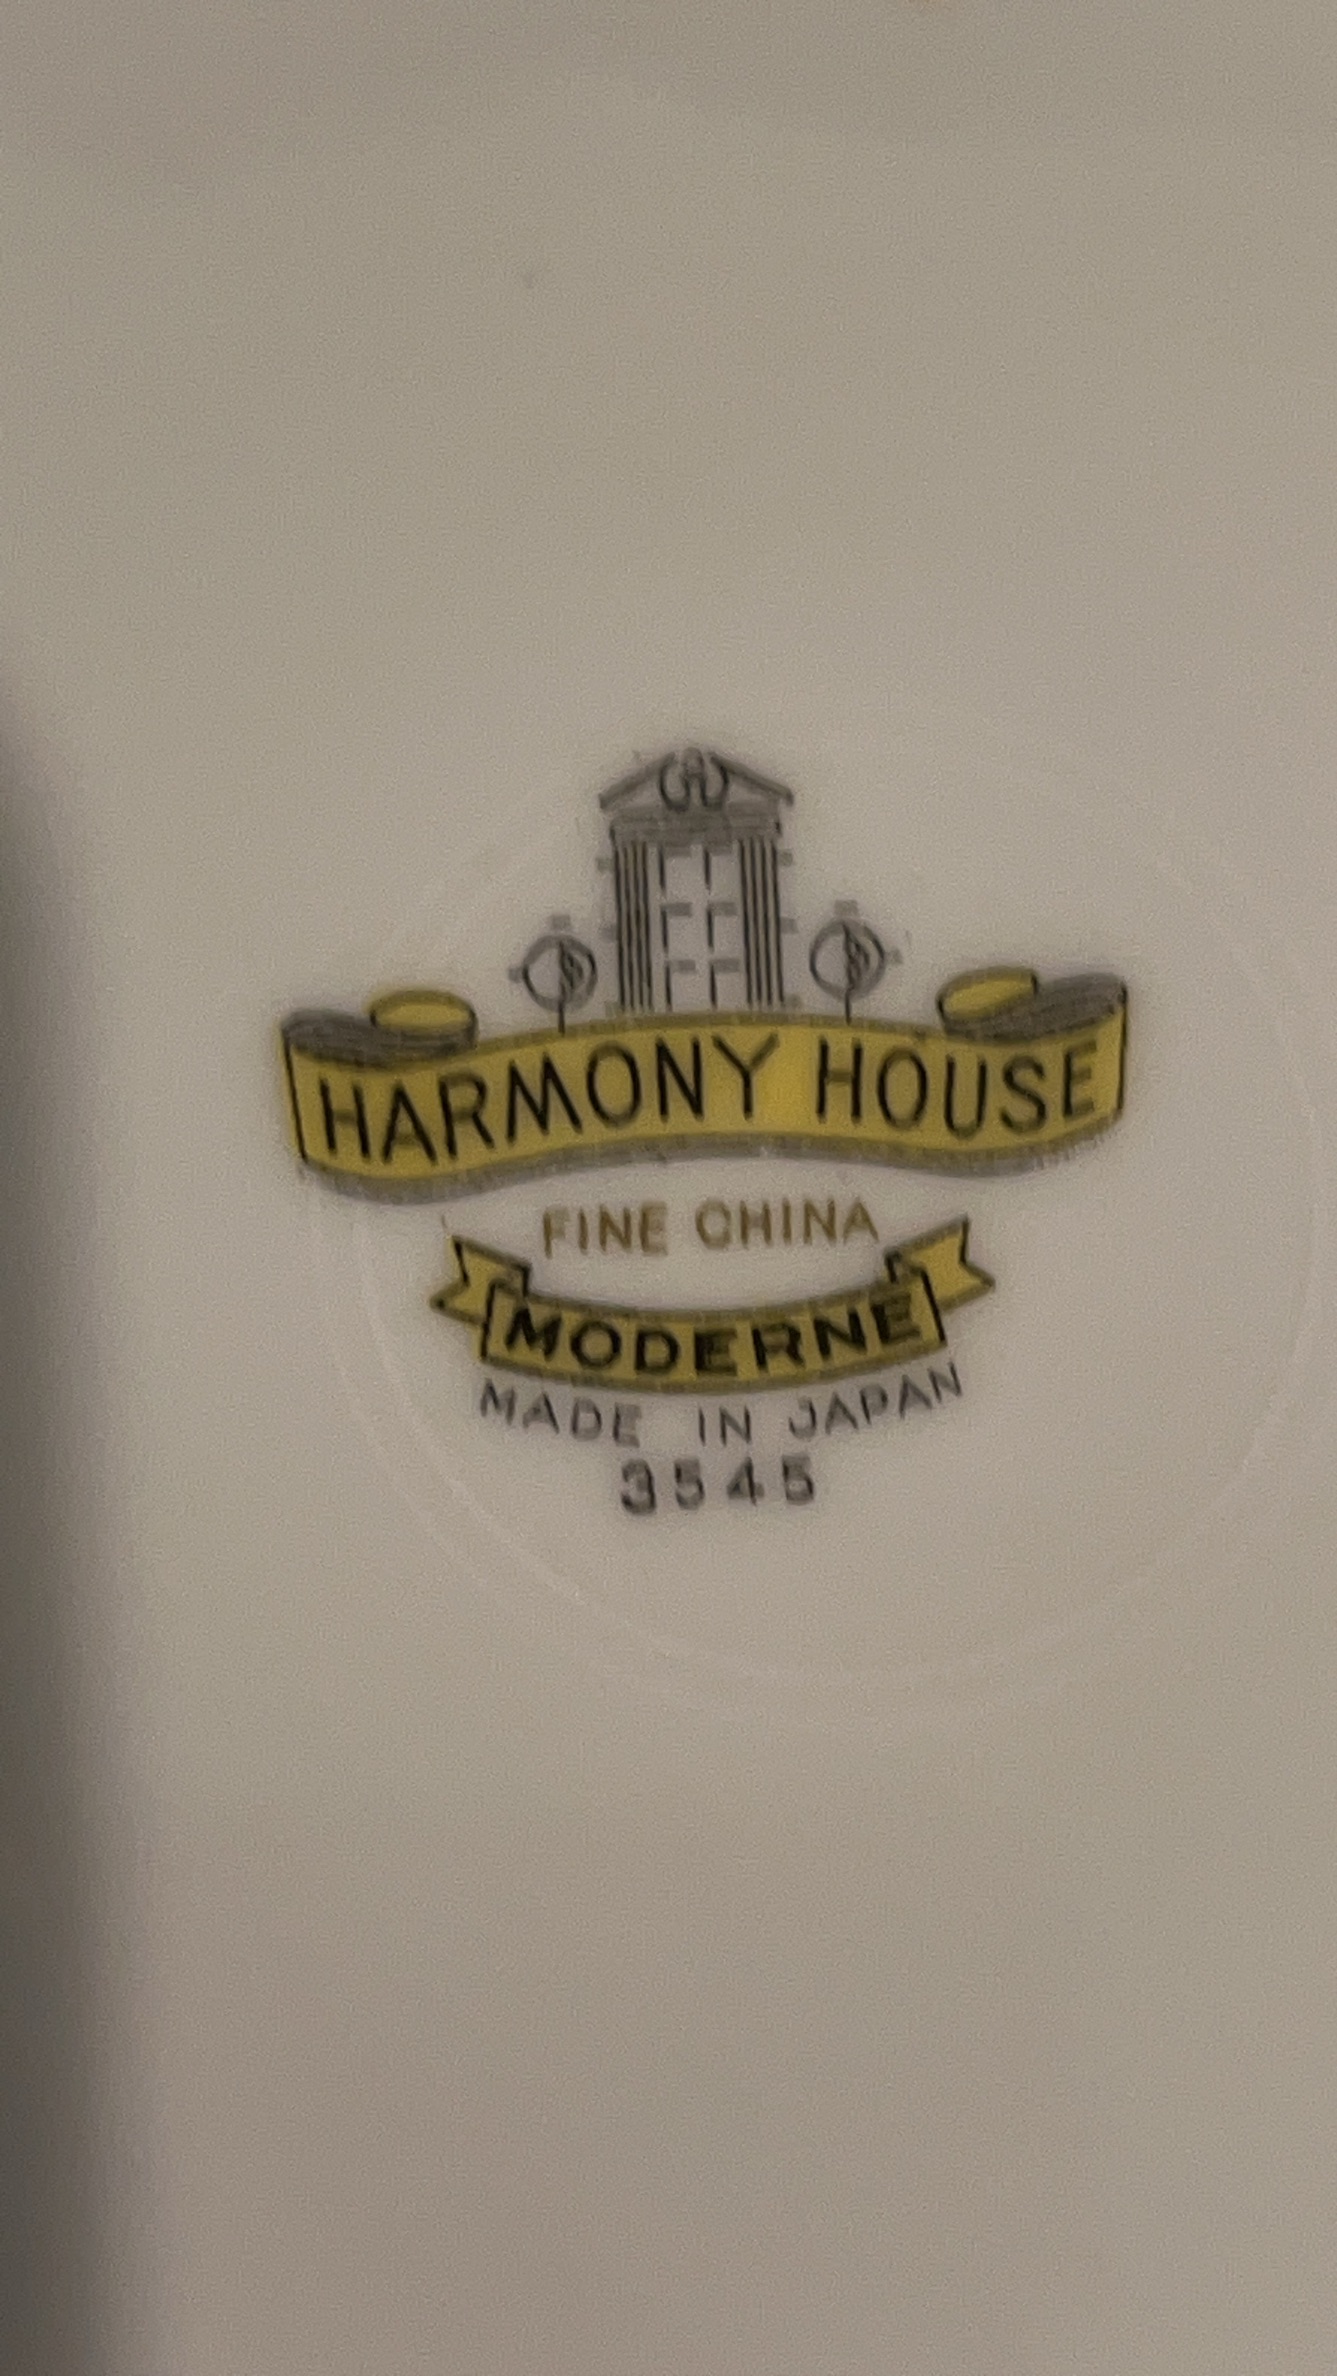 HARMONY HOUSE
FINE CHINA
MODERNE
MADE IN JAPAN
3545